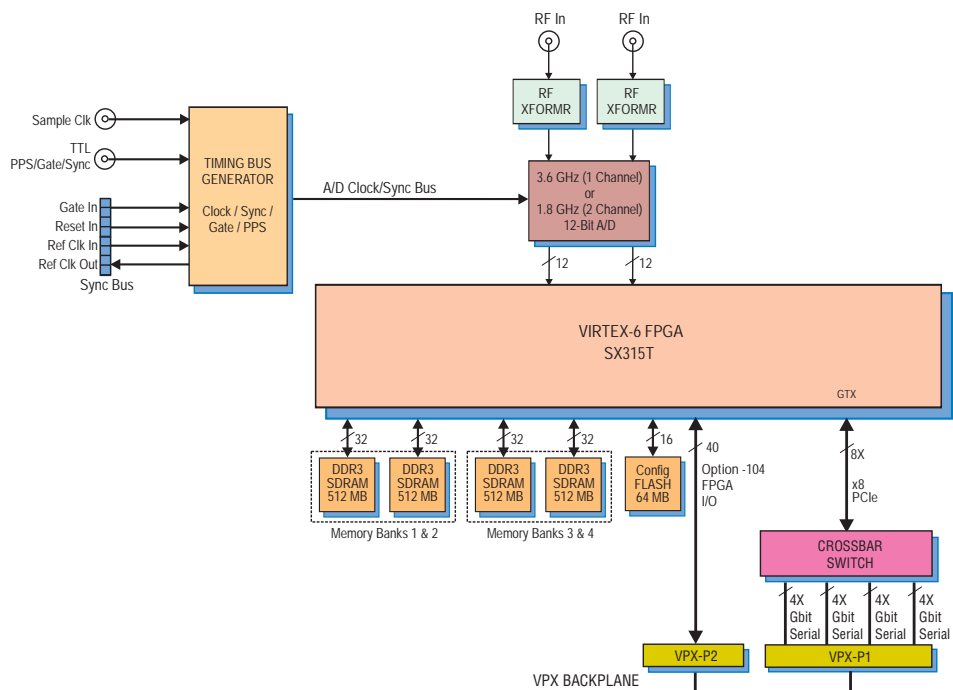 RF In
RF In
RF
XFORMR
RF
XFORMR
Sample Clk
TTL
PPS/Gate/Sync
TIMING BUS
GENERATOR
Clock / Sync /
Gate / PPS
A/D Clock/Sync Bus
3.6 GHz (1 Channel)
or
1.8 GHz (2 Channel)
12-Bit A/D
Gate In
Reset In
Ref Clk In
Ref Clk Out
Sync Bus
12
12
VIRTEX-6 FPGA
SX315T
GTX
32
32
32
32
16
40
8X
DDR3
SDRAM
512 MB
DDR3
SDRAM
512 MB
DDR3
SDRAM
512 MB
DDR3
SDRAM
512 MB
Config
FLASH
64 MB
Option -104
FPGA
I/O
x8
PCIe
Memory Banks 1 & 2
Memory Banks 3 & 4
CROSSBAR
SWITCH
4X
Gbit
Serial
4X
Gbit
Serial
4X
Gbit
Serial
4X
Gbit
Serial
VPX-P2
VPX-P1
VPX BACKPLANE